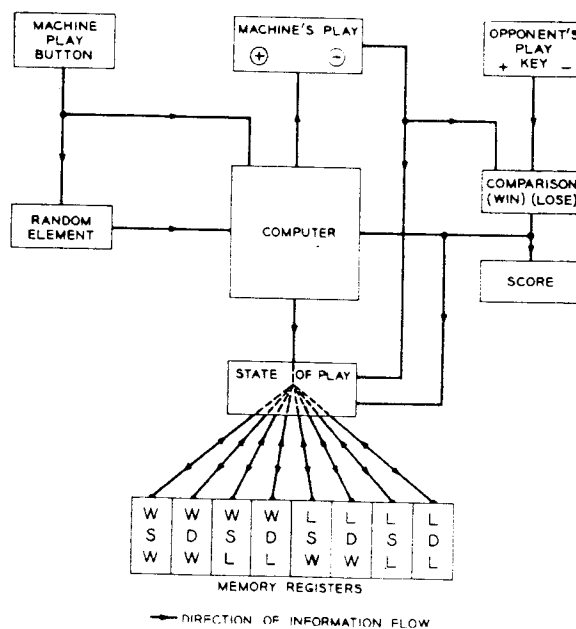 MACHINE
PLAY
BUTTON
MACHINE'S PLAY
+ -
OPPONENT'S
PLAY
+ KEY -
RANDOM
ELEMENT
COMPUTER
COMPARISON
(WIN) (LOSE)
SCORE
STATE OF PLAY
W W W W L L L L
S D S D S D S D
W W L L W W L L
MEMORY REGISTERS
DIRECTION OF INFORMATION FLOW